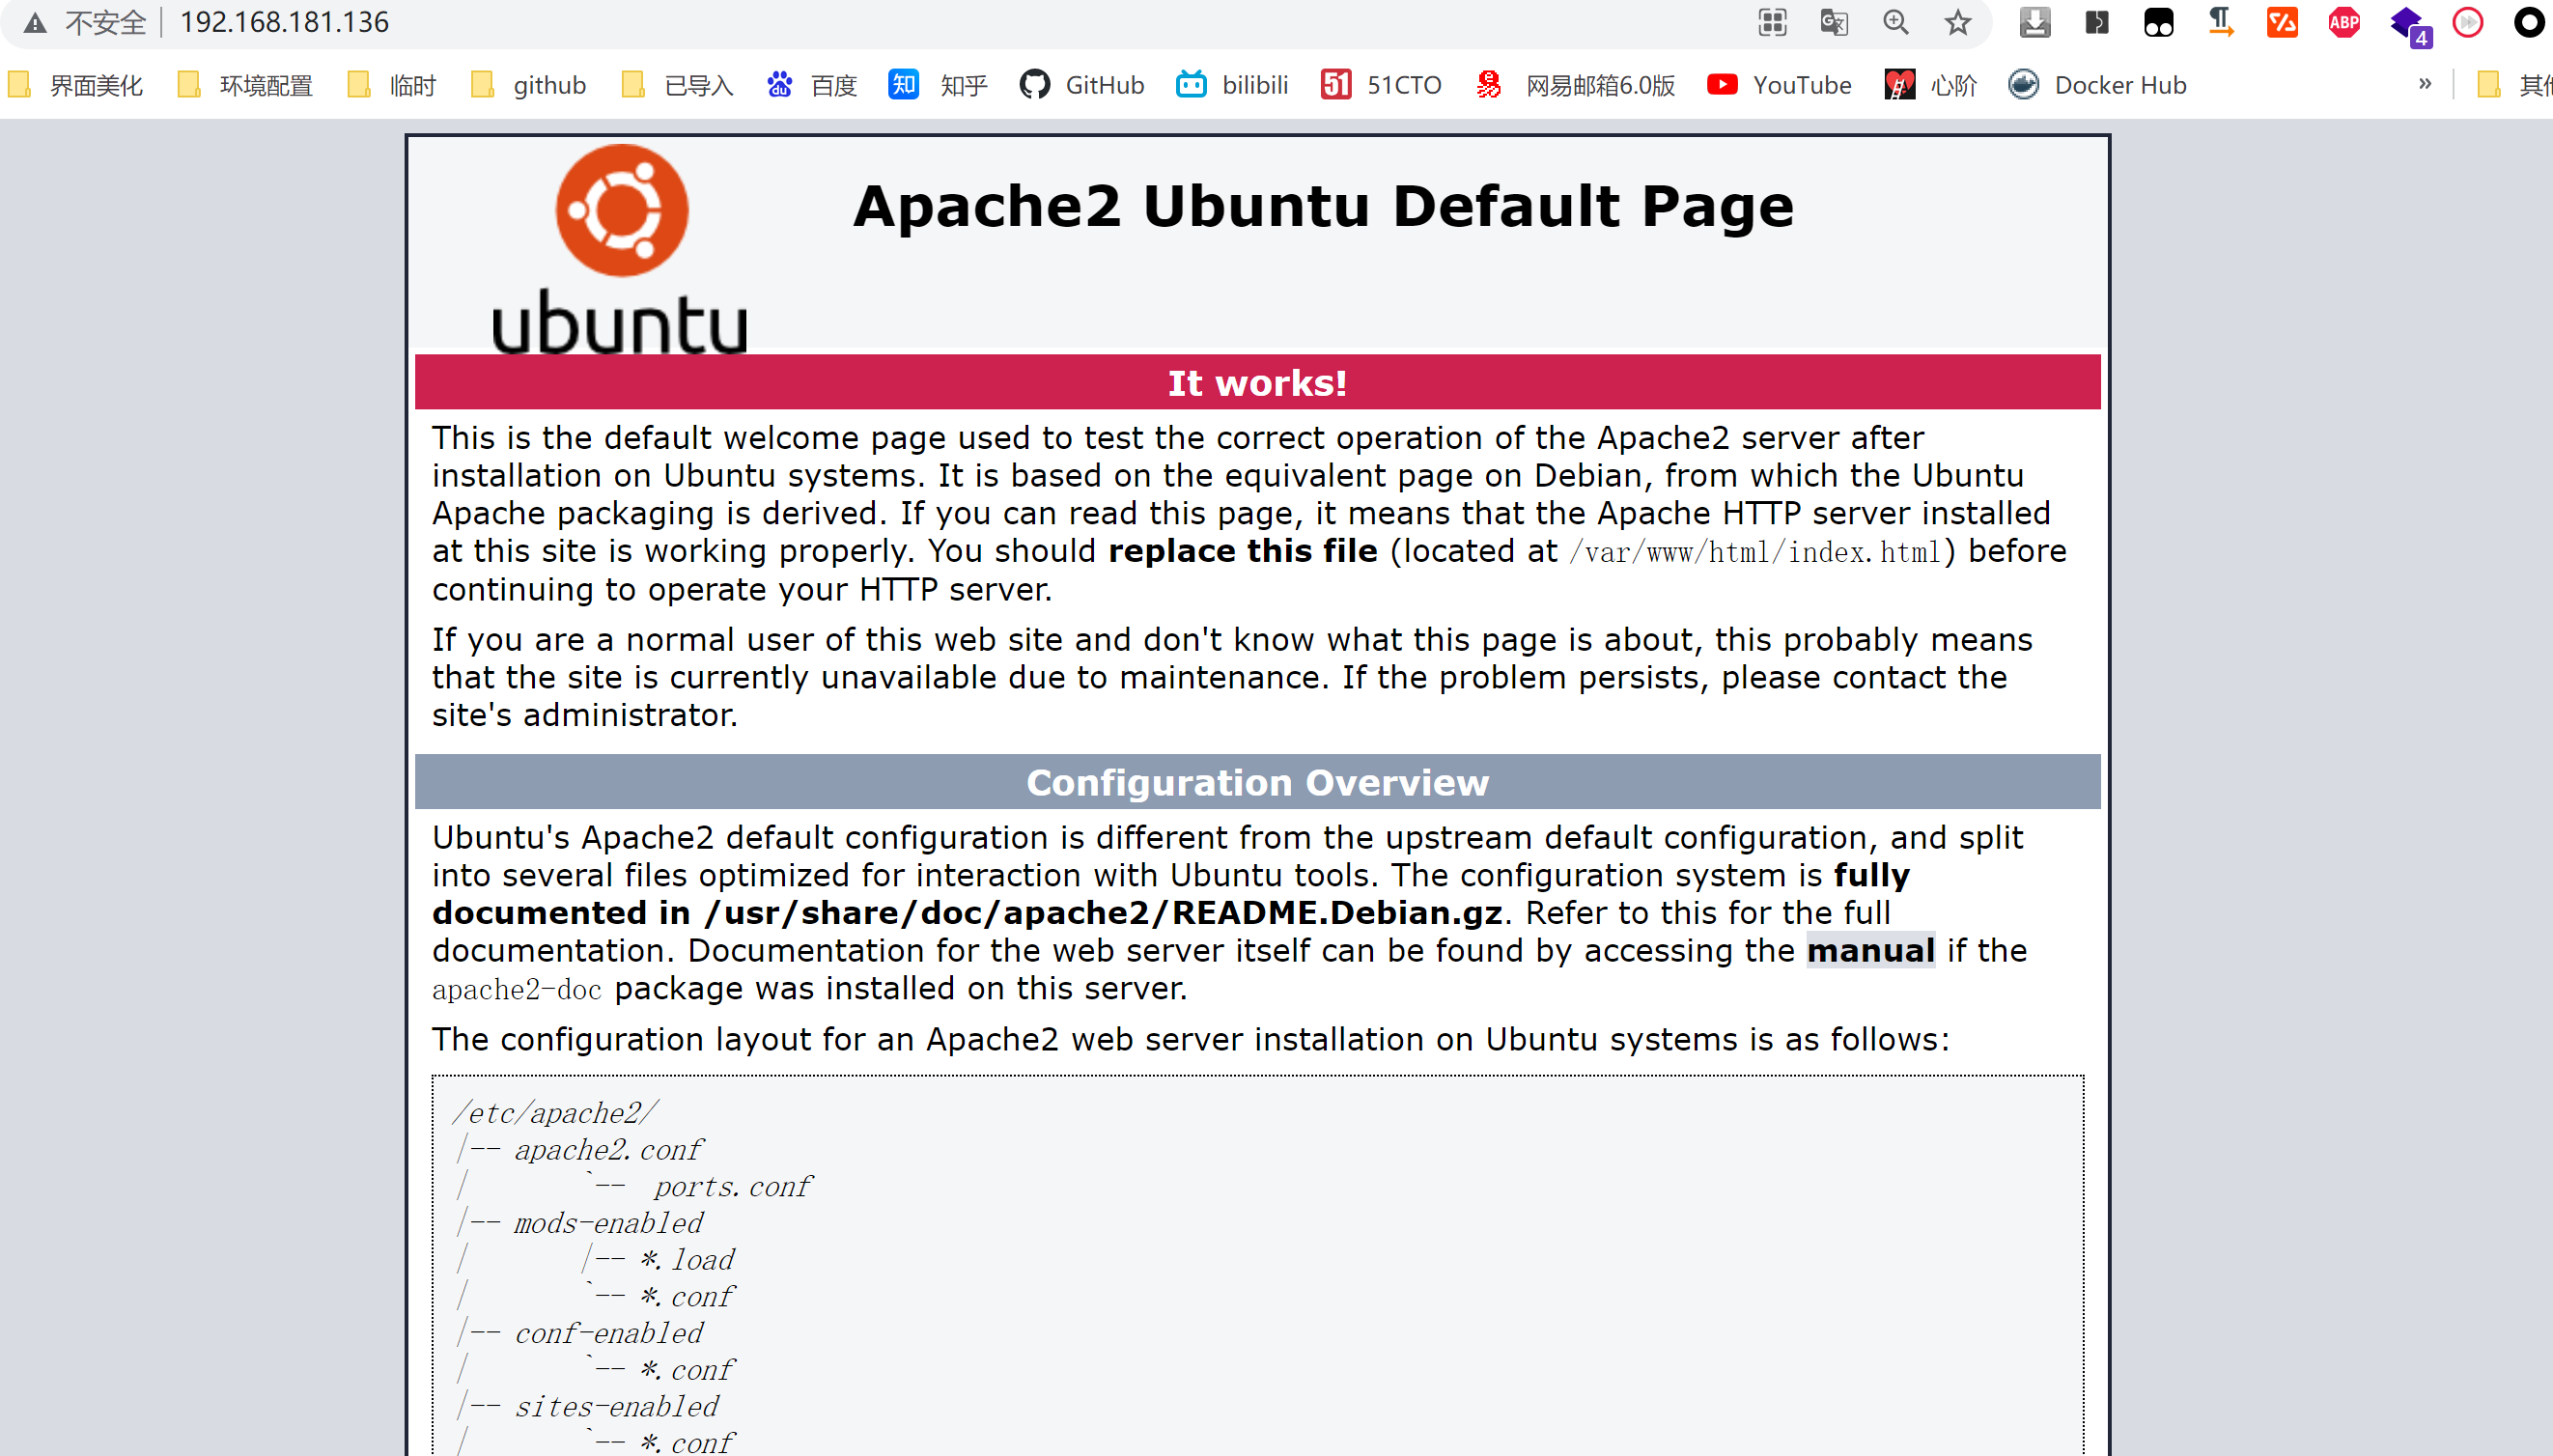 不安全 | 192.168.181.136
ABP
4
界面美化 环境配置 临时 github 已导入 du 百度 知 知乎 GitHub bilibili 51 51CTO 网易邮箱6.0版 YouTube 心阶 Docker Hub »
Apache2 Ubuntu Default Page
ubuntu
It works!
This is the default welcome page used to test the correct operation of the Apache2 server after
installation on Ubuntu systems. It is based on the equivalent page on Debian, from which the Ubuntu
Apache packaging is derived. If you can read this page, it means that the Apache HTTP server installed
at this site is working properly. You should replace this file (located at /var/www/html/index.html) before
continuing to operate your HTTP server.
If you are a normal user of this web site and don't know what this page is about, this probably means
that the site is currently unavailable due to maintenance. If the problem persists, please contact the
site's administrator.
Configuration Overview
Ubuntu's Apache2 default configuration is different from the upstream default configuration, and split
into several files optimized for interaction with Ubuntu tools. The configuration system is fully
documented in /usr/share/doc/apache2/README.Debian.gz. Refer to this for the full
documentation. Documentation for the web server itself can be found by accessing the manual if the
apache2-doc package was installed on this server.
The configuration layout for an Apache2 web server installation on Ubuntu systems is as follows:
/etc/apache2/
|-- apache2.conf
|       `--  ports.conf
|-- mods-enabled
|       |-- *.load
|       `-- *.conf
|-- conf-enabled
|       `-- *.conf
|-- sites-enabled
|       `-- *.conf